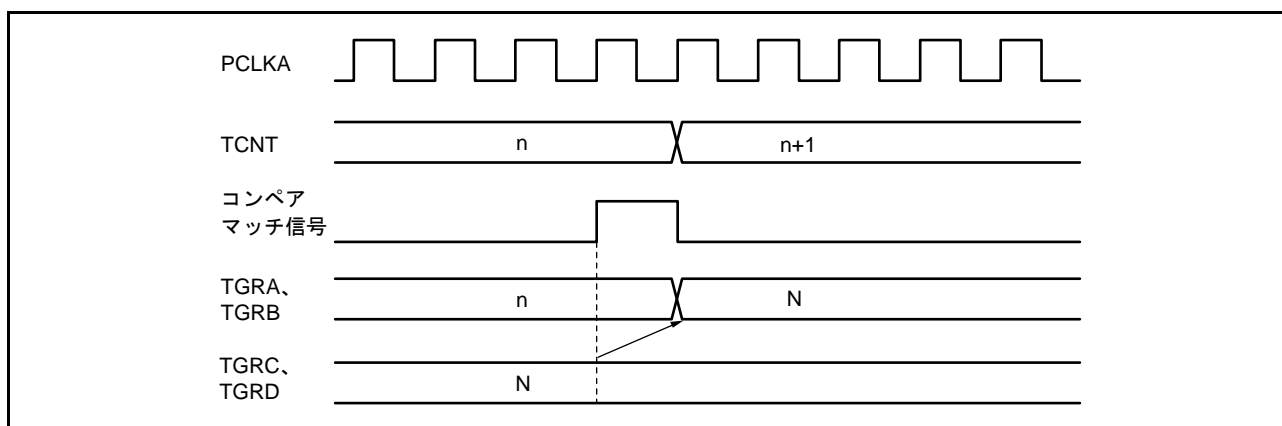 PCLKA
TCNT
n
n+1
コンペア
マッチ信号
TGRA、
TGRB
n
N
TGRC、
TGRD
N